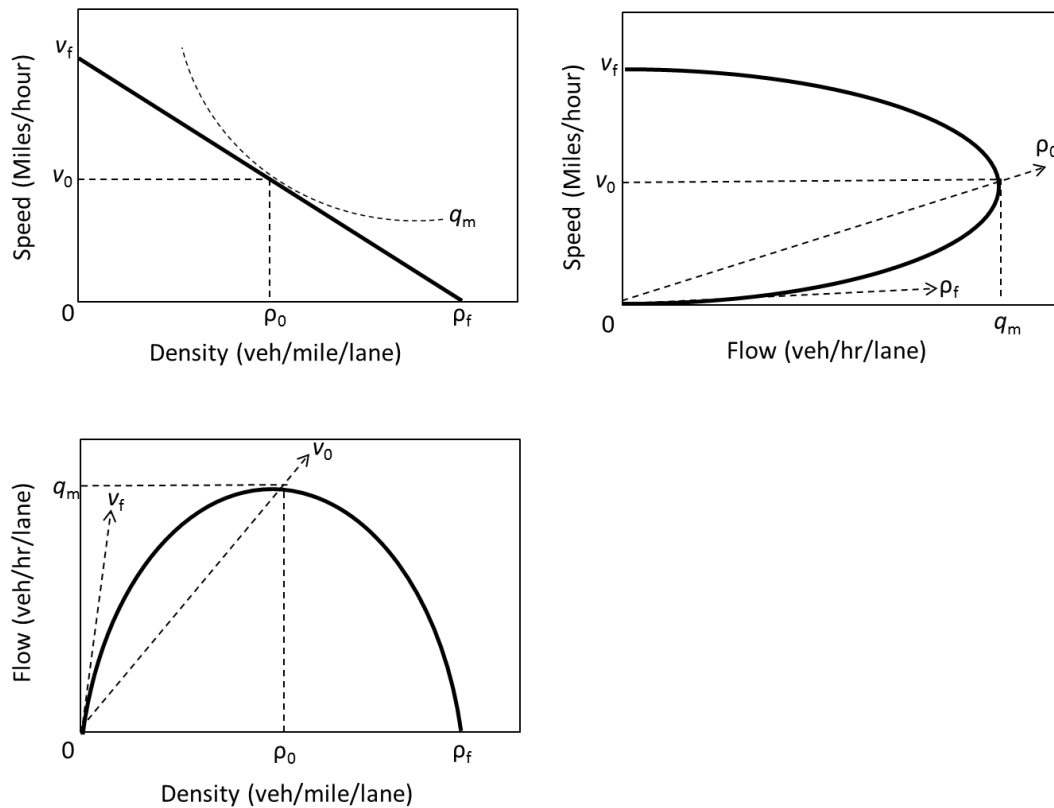 v_f
v_0
0
ρ_0
ρ_f
q_m
Speed (Miles/hour)
Density (veh/mile/lane)
v_f
v_0
0
ρ_0
ρ_f
q_m
Speed (Miles/hour)
Flow (veh/hr/lane)
q_m
v_f
v_0
0
ρ_0
ρ_f
Flow (veh/hr/lane)
Density (veh/mile/lane)